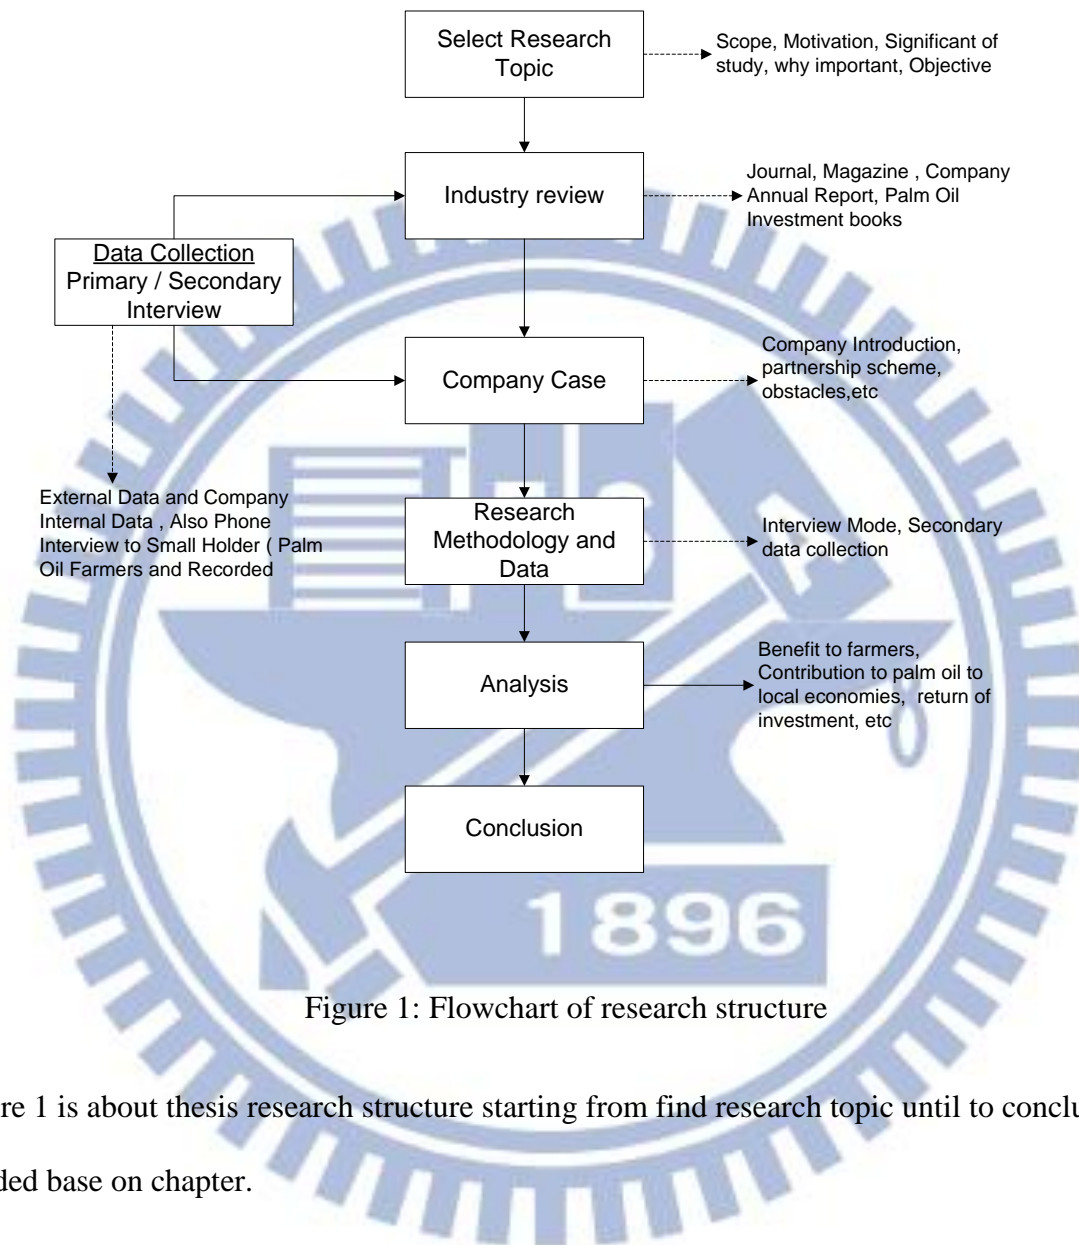 Select Research
Topic
Scope, Motivation, Significant of
study, why important, Objective
Industry review
Journal, Magazine , Company
Annual Report, Palm Oil
Investment books
Data Collection
Primary / Secondary
Interview
Company Case
Company Introduction,
partnership scheme,
obstacles,etc
External Data and Company
Internal Data , Also Phone
Interview to Small Holder ( Palm
Oil Farmers and Recorded
Research
Methodology and
Data
Interview Mode, Secondary
data collection
Analysis
Benefit to farmers,
Contribution to palm oil to
local economies, return of
investment, etc
Conclusion
1896
Figure 1: Flowchart of research structure
re 1 is about thesis research structure starting from find research topic until to conclu
ded base on chapter.